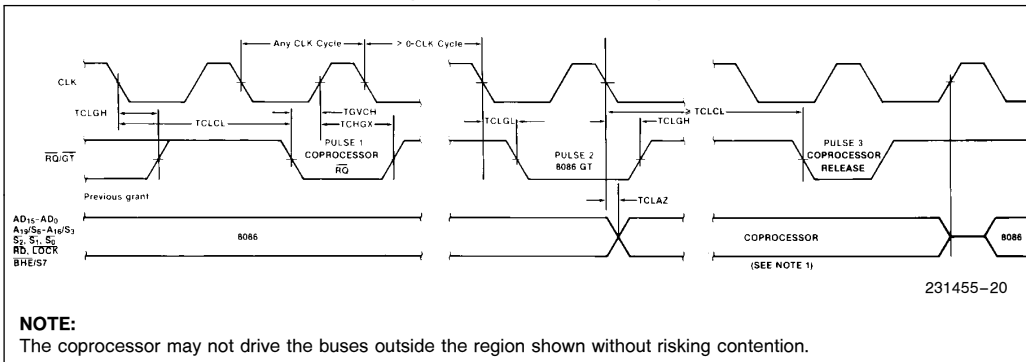 Any CLK Cycle
> 0-CLK Cycle
CLK
TCLGH
TCLCL
TGVCH
TCHGX
TCLGL
TCLGH
≥ TCLCL
RQ/GT
PULSE 1
COPROCESSOR
RQ
PULSE 2
8086 GT
PULSE 3
COPROCESSOR
RELEASE
Previous grant
TCLAZ
AD15-AD0
A19/S6-A16/S3
S2, S1, S0
RD, LOCK
BHE/S7
8086
COPROCESSOR
8086
(SEE NOTE 1)
231455–20
NOTE:
The coprocessor may not drive the buses outside the region shown without risking contention.